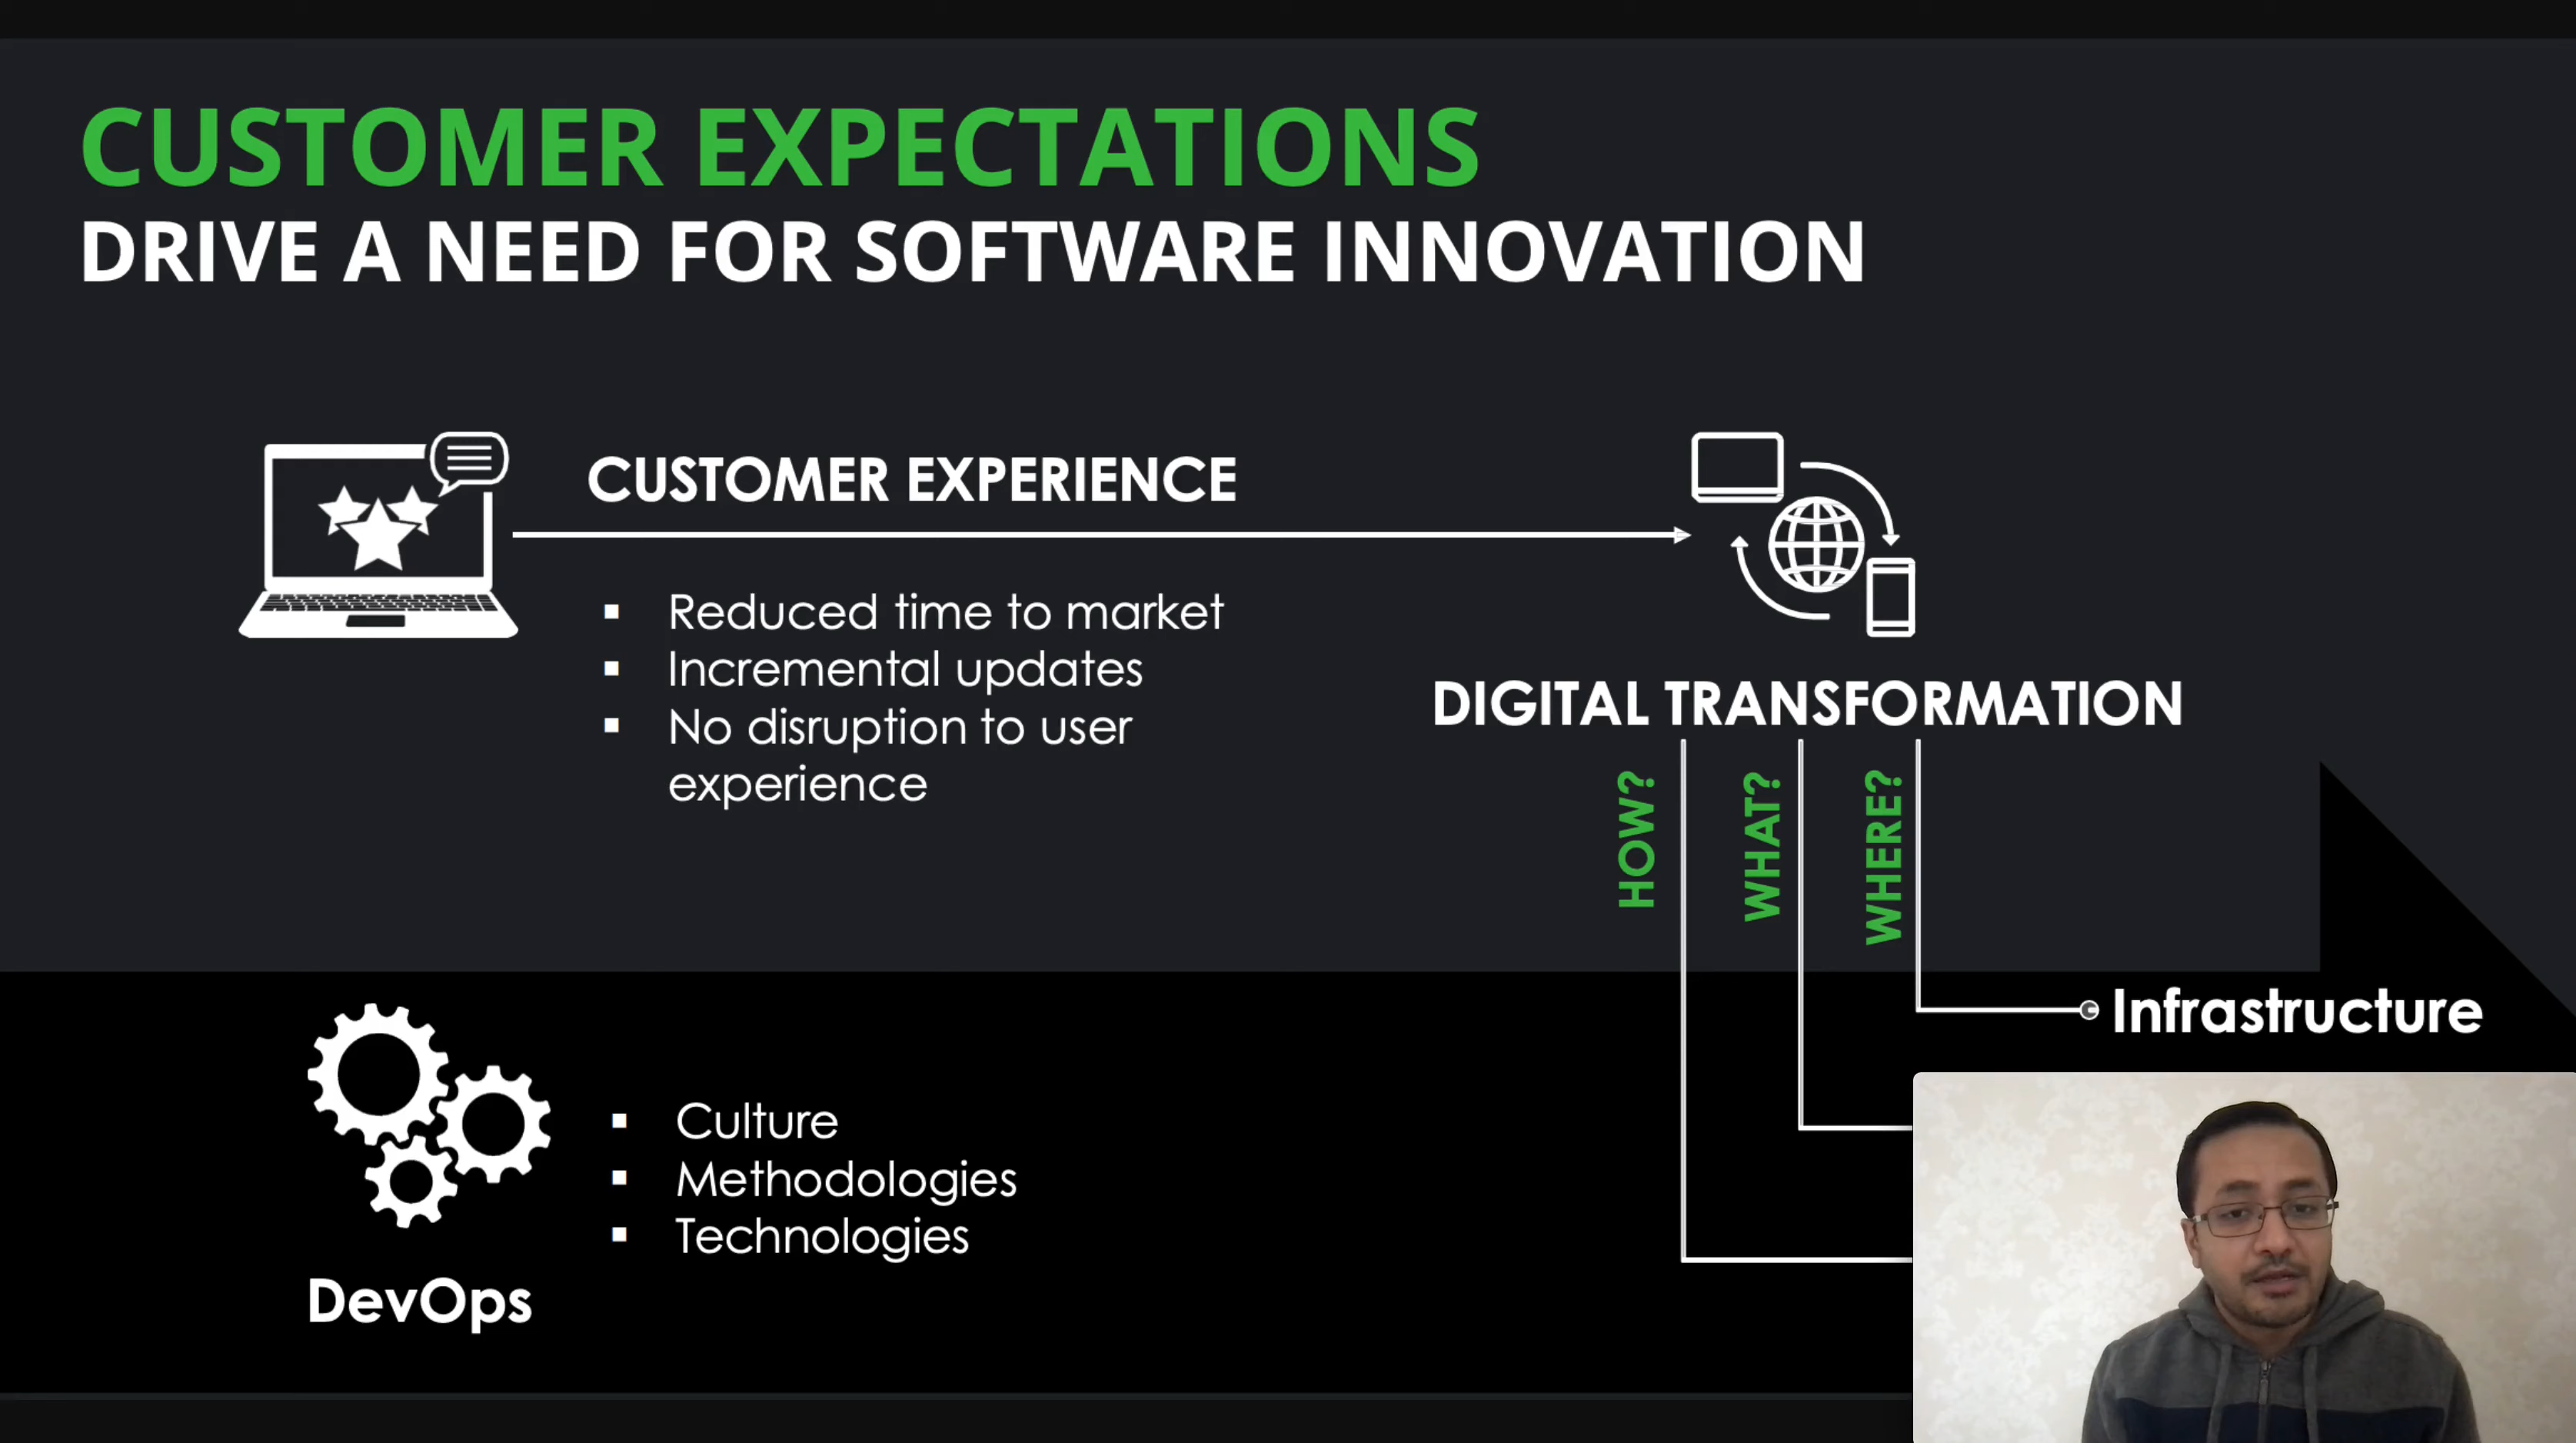 CUSTOMER EXPECTATIONS
DRIVE A NEED FOR SOFTWARE INNOVATION
CUSTOMER EXPERIENCE
▪ Reduced time to market
▪ Incremental updates
▪ No disruption to user
experience
DIGITAL TRANSFORMATION
HOW?
WHAT?
WHERE?
Infrastructure
▪ Culture
▪ Methodologies
▪ Technologies
DevOps